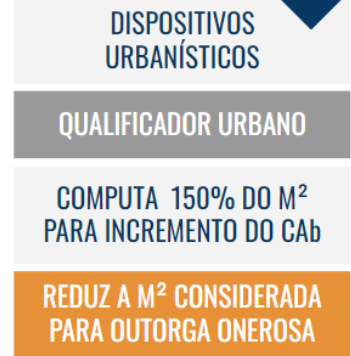 DISPOSITIVOS
URBANÍSTICOS
QUALIFICADOR URBANO
COMPUTA 150% DO M²
PARA INCREMENTO DO CAb
REDUZ A M² CONSIDERADA
PARA OUTORGA ONEROSA